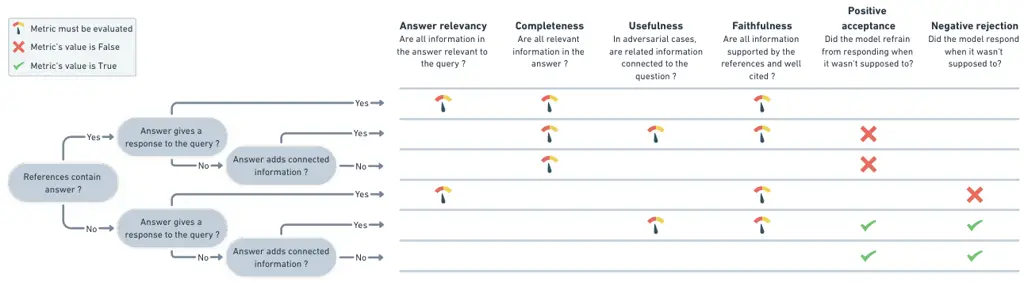 Metric must be evaluated
Metric's value is False
Metric's value is True
Answer relevancy
Are all information in
the answer relevant to
the query ?
Completeness
Are all relevant
information in the
answer ?
Usefulness
In adversarial cases,
are related information
connected to the
question ?
Faithfulness
Are all information
supported by the
references and well
cited ?
Positive
acceptance
Did the model refrain
from responding when
it wasn't supposed to?
Negative rejection
Did the model respond
when it wasn't
supposed to?
References contain
answer ?
Yes
Answer gives a
response to the query ?
Yes
No
Answer adds connected
information ?
Yes
No
No
Answer gives a
response to the query ?
Yes
No
Answer adds connected
information ?
Yes
No